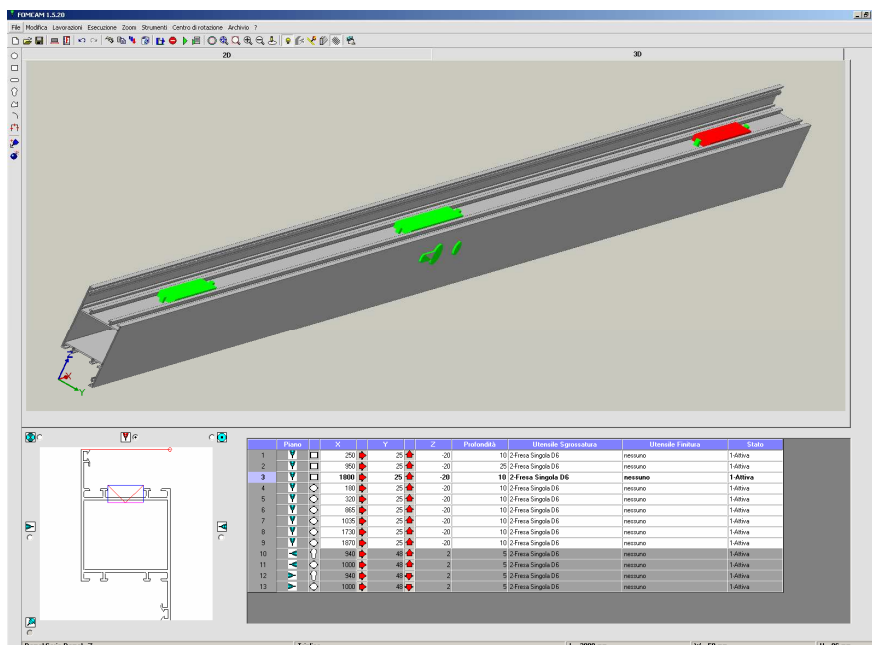 FOMCAM 1.5.20
File Modifica Lavorazioni Esecuzione Zoom Strumenti Centro di rotazione Archivio ?
2D 3D
Z
X
Y
Piano X Y Z Profondità Utensile Sgrossatura Utensile Finitura Stato
1 250 25 -20 10 2-Fresa Singola D6 nessuno 1-Attiva
2 950 25 -20 25 2-Fresa Singola D6 nessuno 1-Attiva
3 1800 25 -20 10 2-Fresa Singola D6 nessuno 1-Attiva
4 180 25 -20 10 2-Fresa Singola D6 nessuno 1-Attiva
5 320 25 -20 10 2-Fresa Singola D6 nessuno 1-Attiva
6 865 25 -20 10 2-Fresa Singola D6 nessuno 1-Attiva
7 1035 25 -20 10 2-Fresa Singola D6 nessuno 1-Attiva
8 1730 25 -20 10 2-Fresa Singola D6 nessuno 1-Attiva
9 1870 25 -20 10 2-Fresa Singola D6 nessuno 1-Attiva
10 940 48 2 5 2-Fresa Singola D6 nessuno 1-Attiva
11 1000 48 2 5 2-Fresa Singola D6 nessuno 1-Attiva
12 940 48 2 5 2-Fresa Singola D6 nessuno 1-Attiva
13 1000 48 2 5 2-Fresa Singola D6 nessuno 1-Attiva